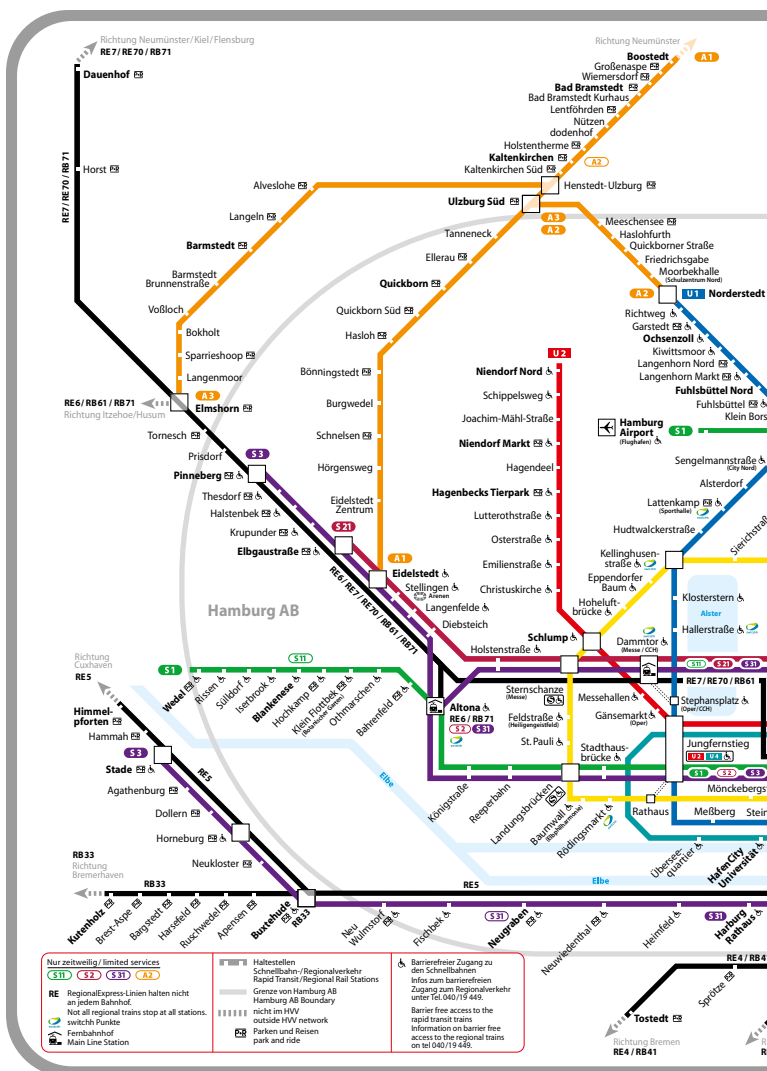 Richtung Neumünster/Kiel/Flensburg
RE7/RE70/RB71
Dauenhof
Horst
RE7/RE70/RB71
Richtung Neumünster
Boostedt
A1
Großenaspe
Wiemersdorf
Bad Bramstedt
Bad Bramstedt Kurhaus
Lentföhrden
Nützen
dodenhof
Holstentherme
Kaltenkirchen
A2
Kaltenkirchen Süd
Alveslohe
Henstedt-Ulzburg
Ulzburg Süd
A3
A2
Langeln
Barmstedt
Barmstedt
Brunnenstraße
Voßloch
Bokholt
Sparrieshoop
Langenmoor
A3
Elmshorn
RE6/RB61/RB71
Richtung Itzehoe/Husum
Tanneck
Ellerau
Quickborn
Quickborn Süd
Hasloh
Bönningstedt
Burgwedel
Schnelsen
Hörgensweg
Eidelstedt
Zentrum
A1
Meeschensee
Haslohfurth
Quickborner Straße
Friedrichsgabe
Moorbekhalle
(Schulzentrum Nord)
A2
U1
Norderstedt
Richtweg
Garstedt
Ochsenzoll
Kiwittsmoor
Langenhorn Nord
Langenhorn Markt
Fuhlsbüttel Nord
Fuhlsbüttel
Klein Bors
Hamburg
Airport
(Flughafen)
S1
Sengelmannstraße
(City Nord)
Alsterdorf
Lattenkamp
(Sporthalle)
Hudtwalckerstraße
Sierichstraß
Kellinghusen-
straße
Eppendorfer
Baum
Hoheluft-
brücke
Klosterstern
Alster
Hallerstraße
U2
Niendorf Nord
Schippelsweg
Joachim-Mähl-Straße
Niendorf Markt
Hagendeel
Hagenbecks Tierpark
Lutterothstraße
Osterstraße
Emilienstraße
Christuskirche
Schlump
Dammtor
(Messe / CCH)
Tornesch
Prisdorf
S3
Pinneberg
Thesdorf
Halstenbek
S21
Krupunder
Elbgaustraße
Eidelstedt
Stellingen
Arenen
Langenfelde
Diebsteich
RE6/RE7/RE70/RB61/RB71
Hamburg AB
Holstenstraße
S11
S21
S31
RE7/RE70/RB61
S1
S11
Wedel
Rissen
Sülldorf
Iserbrook
Blankenese
Hochkamp
Klein Flottbek
(Botanischer Garten)
Othmarschen
Bahrenfeld
Altona
RE6/RB71
S2
S31
Sternschanze
(Messe)
Feldstraße
(Heiligengeistfeld)
St. Pauli
Messehallen
Gänsemarkt
(Oper)
Stephansplatz
(Oper/CCH)
Stadthaus-
brücke
Jungfernstieg
U2
U4
S1
S2
S3
Königstraße
Reeperbahn
Landungsbrücken
Baumwall
(Elbphilharmonie)
Rödingsmarkt
Rathaus
Mönckebergst
Meßberg
Stein
Übersee-
quartier
HafenCity
Universität
Elbe
Elbe
Richtung
Cuxhaven
RE5
Himmel-
pforten
Hammah
S3
Stade
RE5
Agathenburg
Dollern
Horneburg
Neukloster
RB33
Richtung
Bremerhaven
RB33
RE5
Kutenholz
Brest-Aspe
Bargstedt
Harsefeld
Ruschwedel
Apensen
Buxtehude
RB33
Neu
Wulmstorf
Fischbek
S31
Neugraben
Neuwiedenthal
Heimfeld
S31
Harburg
Rathaus
RE4/RB41
Sprötze
Tostedt
Richtung Bremen
RE4/RB41
Nur zeitweilig/limited services
S11
S2
S31
A2
RE RegionalExpress-Linien halten nicht
an jedem Bahnhof.
Not all regional trains stop at all stations.
switchh Punkte
Fernbahnhof
Main Line Station
Haltestellen
Schnellbahn-/Regionalverkehr
Rapid Transit/Regional Rail Stations
Grenze von Hamburg AB
Hamburg AB Boundary
nicht im HVV
outside HVV network
Parken und Reisen
park and ride
Barrierefreier Zugang zu
den Schnellbahnen
Infos zum barrierefreien
Zugang zum Regionalverkehr
unter Tel. 040/19 449.
Barrier free access to the
rapid transit trains
Information on barrier free
access to the regional trains
on tel 040/19 449.